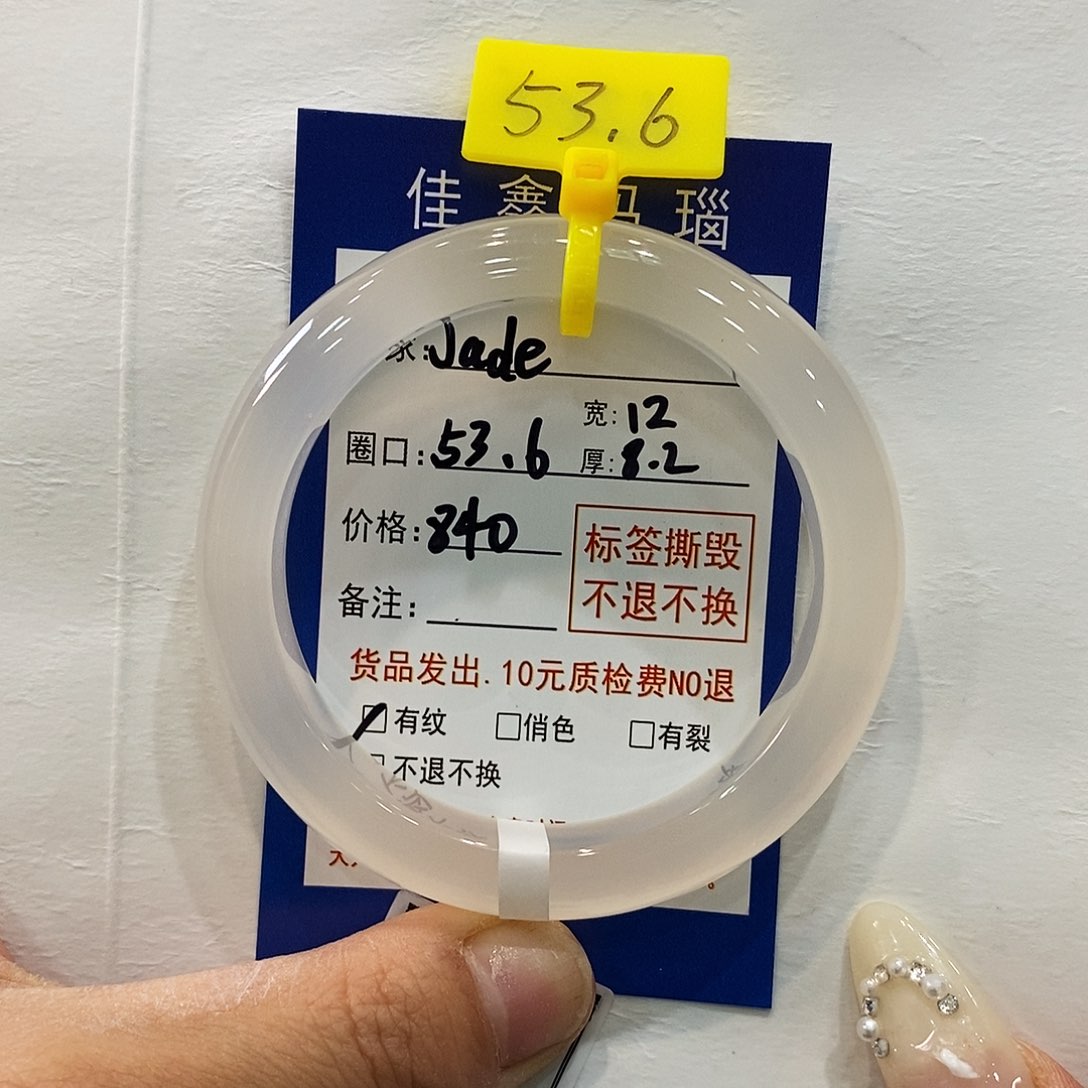 53.6
佳鑫玛瑙
家:Jade
宽:12
圈口:53.6 厚:8.2
价格:840
标签撕毁
不退不换
备注:
货品发出.10元质检费NO退
有纹 俏色 有裂
不退不换